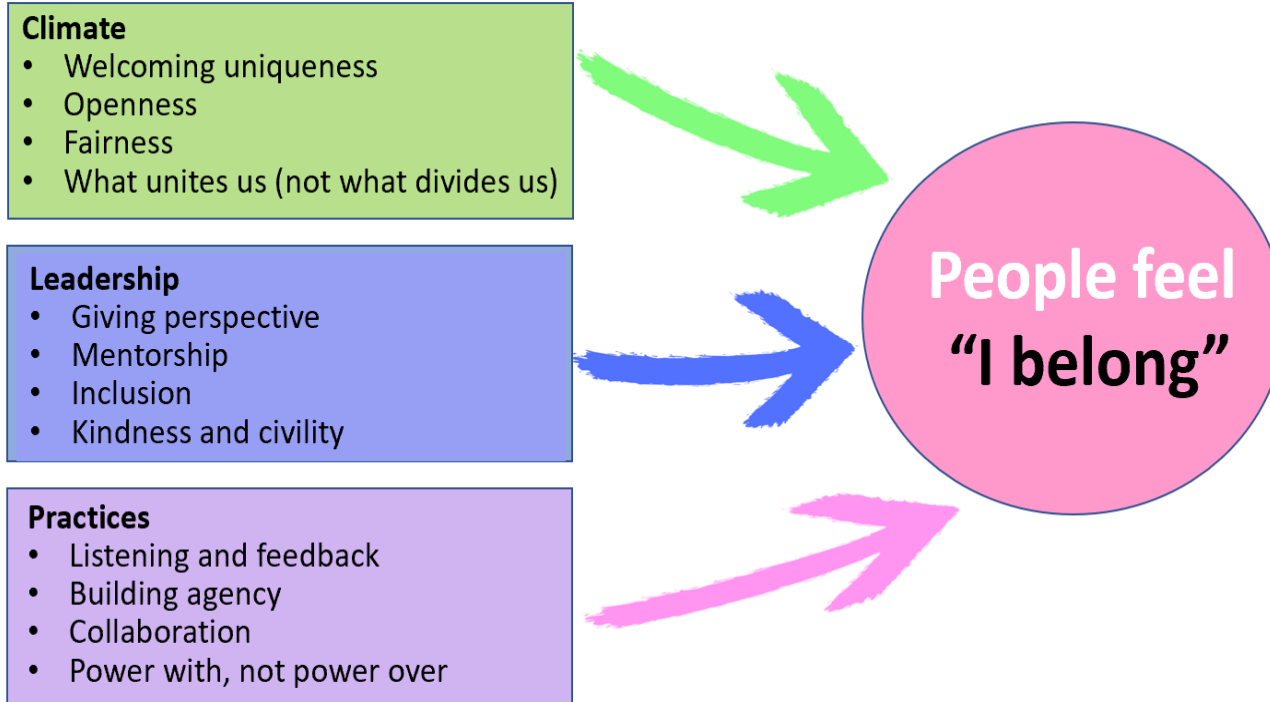 Climate
• Welcoming uniqueness
• Openness
• Fairness
• What unites us (not what divides us)
Leadership
• Giving perspective
• Mentorship
• Inclusion
• Kindness and civility
Practices
• Listening and feedback
• Building agency
• Collaboration
• Power with, not power over
People feel
“I belong”